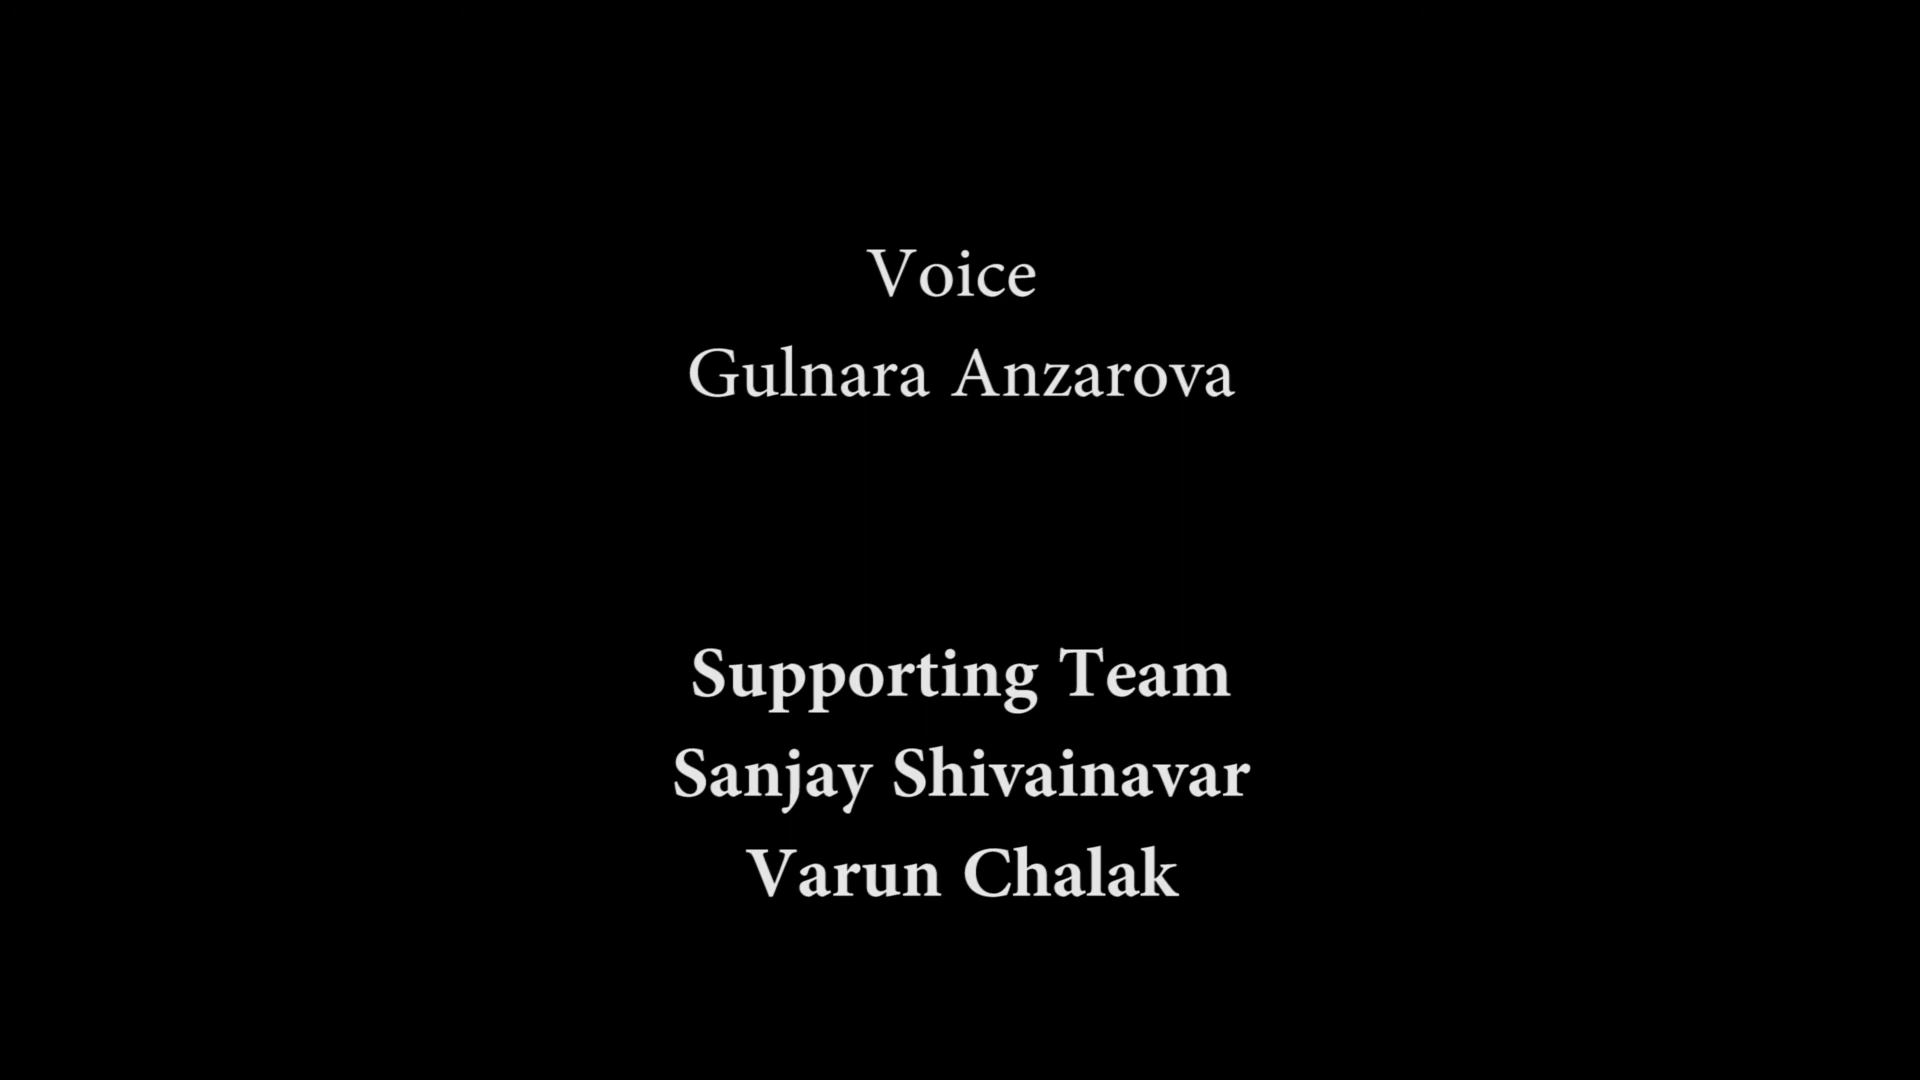 Voice
Gulnara Anzarova
Supporting Team
Sanjay Shivainavar
Varun Chalak